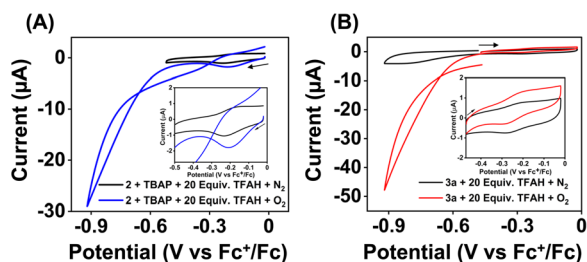 (A)
Current (μA)
0
-10
-20
-30
-0.9
-0.6
-0.3
0
Potential (V vs Fc⁺/Fc)
2 + TBAP + 20 Equiv. TFAH + N₂
2 + TBAP + 20 Equiv. TFAH + O₂
Current (μA)
2
1
0
-1
-2
-0.5
-0.4
-0.3
-0.2
-0.1
0
Potential (V vs Fc⁺/Fc)
(B)
Current (μA)
0
-10
-20
-30
-40
-50
-0.9
-0.6
-0.3
0
Potential (V vs Fc⁺/Fc)
3a + 20 Equiv. TFAH + N₂
3a + 20 Equiv. TFAH + O₂
Current (μA)
2
1
0
-1
-2
-0.4
-0.3
-0.2
-0.1
0
Potential (V vs Fc⁺/Fc)